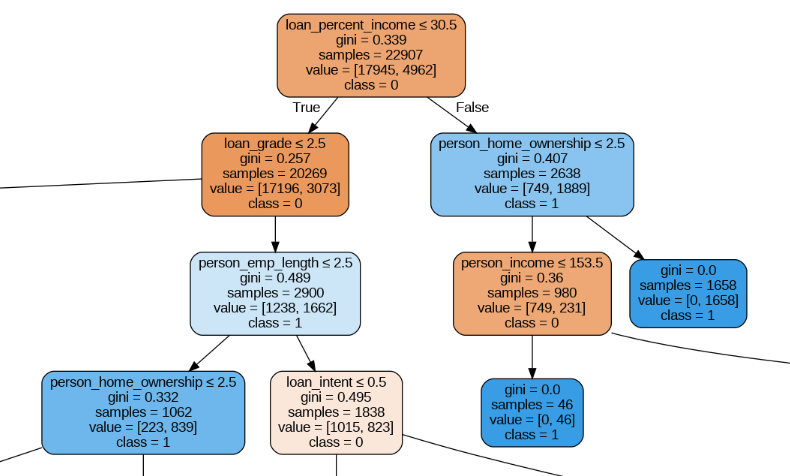 loan_percent_income ≤ 30.5
gini = 0.339
samples = 22907
value = [17945, 4962]
class = 0
True
False
loan_grade ≤ 2.5
gini = 0.257
samples = 20269
value = [17196, 3073]
class = 0
person_home_ownership ≤ 2.5
gini = 0.407
samples = 2638
value = [749, 1889]
class = 1
person_emp_length ≤ 2.5
gini = 0.489
samples = 2900
value = [1238, 1662]
class = 1
person_income ≤ 153.5
gini = 0.36
samples = 980
value = [749, 231]
class = 0
gini = 0.0
samples = 1658
value = [0, 1658]
class = 1
person_home_ownership ≤ 2.5
gini = 0.332
samples = 1062
value = [223, 839]
class = 1
loan_intent ≤ 0.5
gini = 0.495
samples = 1838
value = [1015, 823]
class = 0
gini = 0.0
samples = 46
value = [0, 46]
class = 1